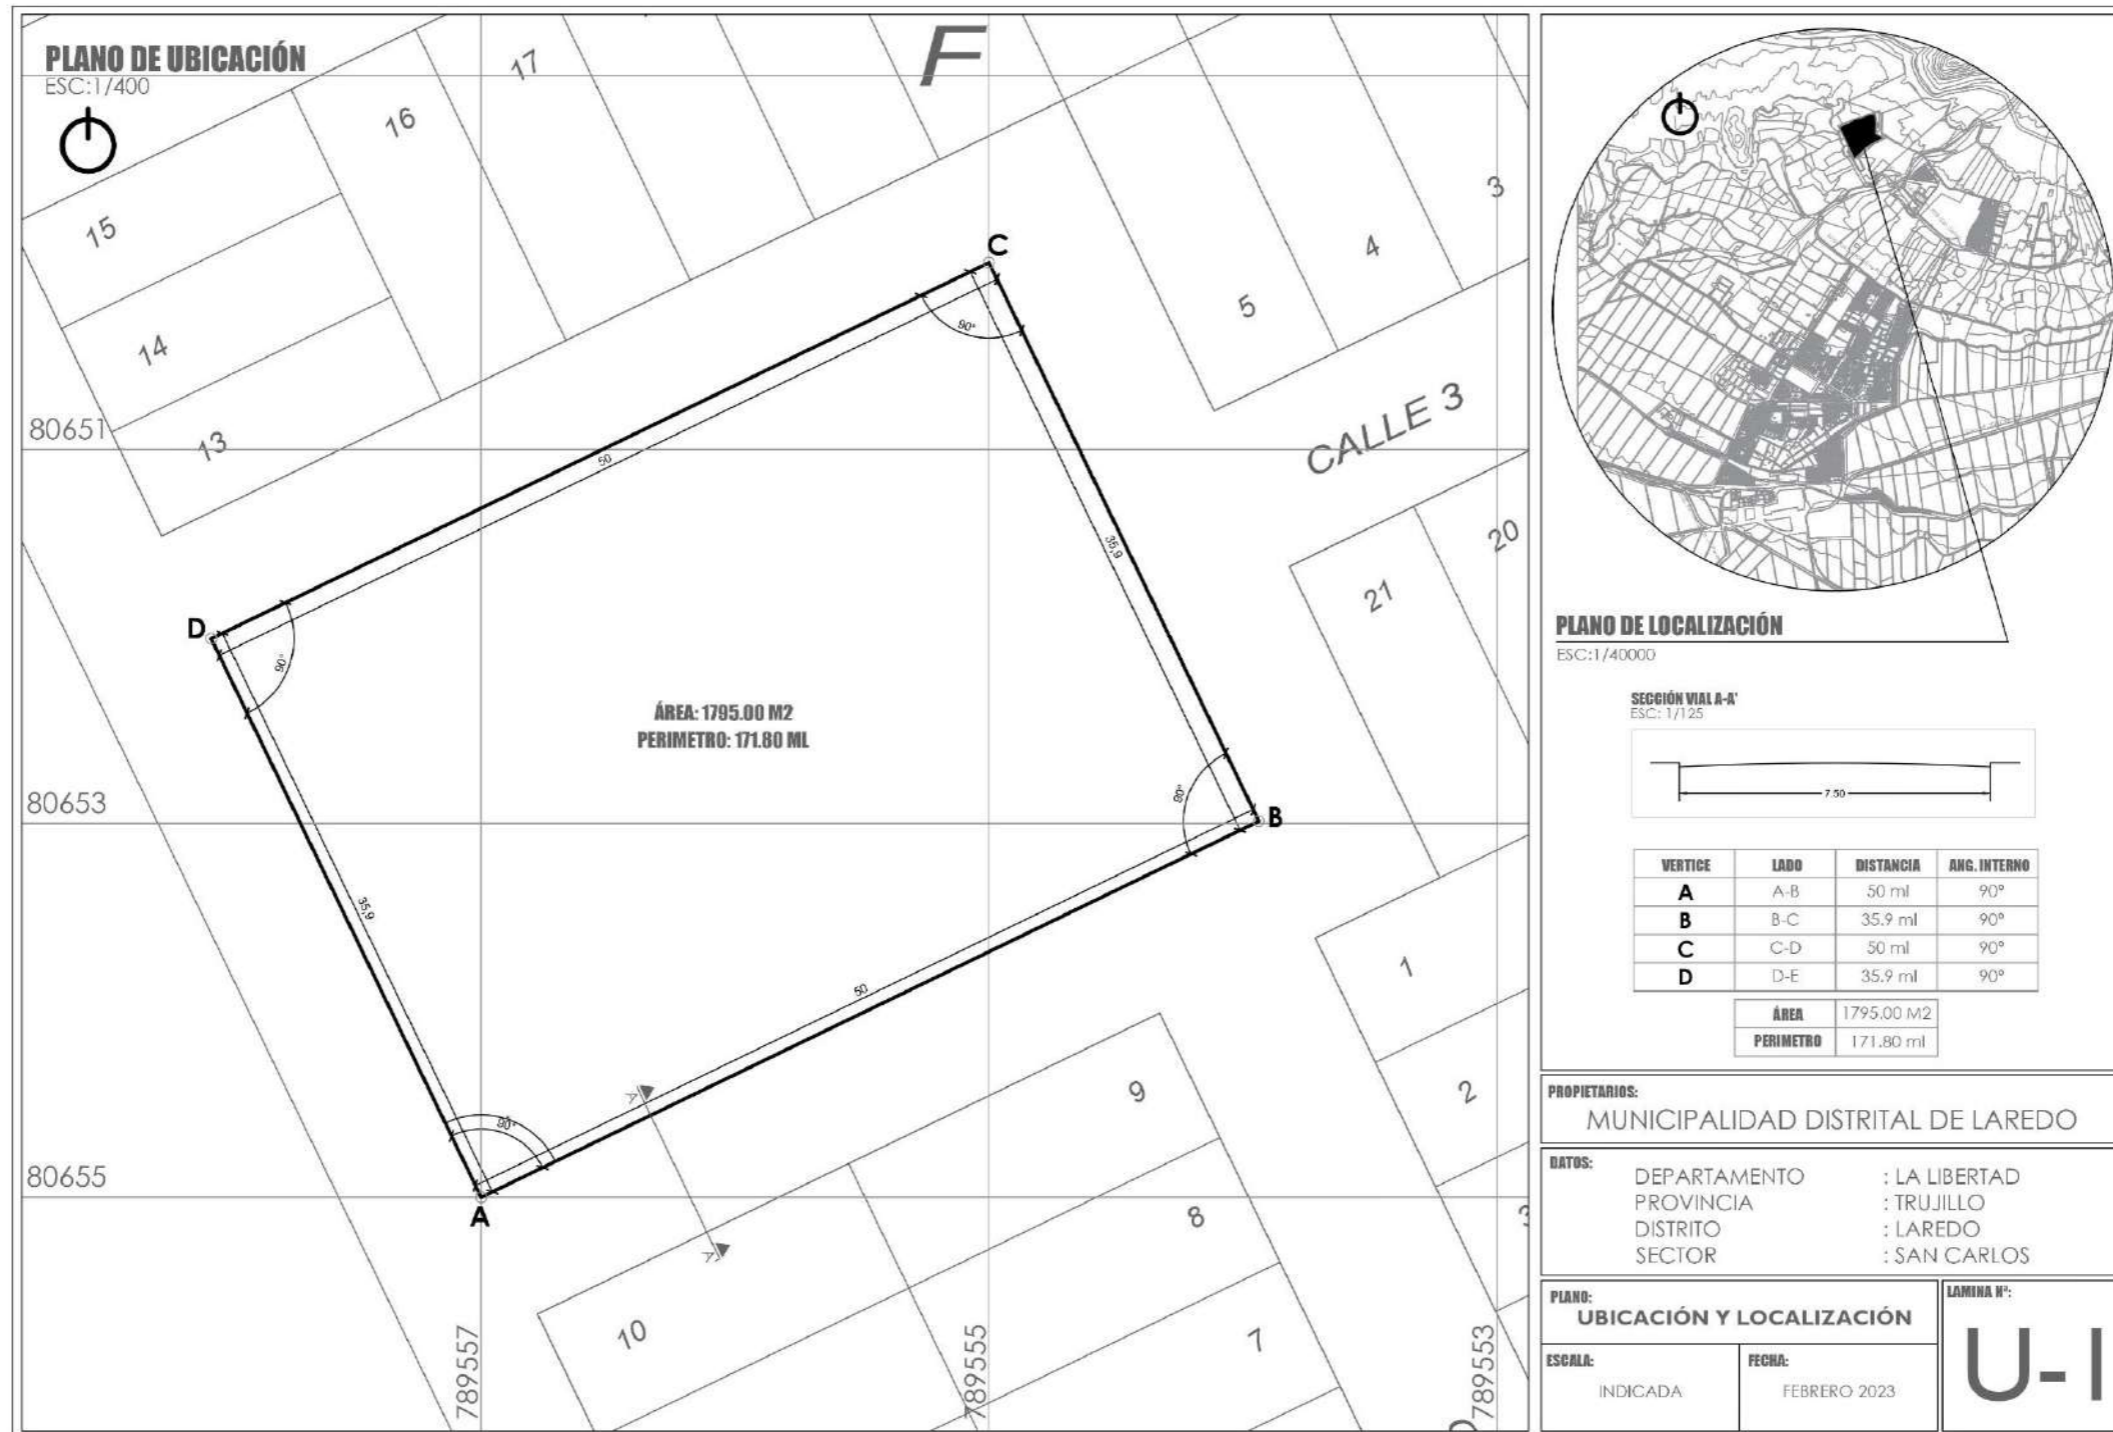 PLANO DE UBICACIÓN
ESC:1/400
F
17
16
15
14
13
3
4
5
C
90°
50
35,9
CALLE 3
80651
D
90°
ÁREA: 1795.00 M2
PERIMETRO: 171.80 ML
20
21
80653
90°
B
35,9
50
1
2
9
A
90°
80655
A
A
8
3
10
7
789557
789555
789553
PLANO DE LOCALIZACIÓN
ESC:1/40000
SECCIÓN VIAL A-A'
ESC: 1/125
7.50
VERTICE LADO DISTANCIA ANG. INTERNO
A A-B 50 ml 90°
B B-C 35.9 ml 90°
C C-D 50 ml 90°
D D-E 35.9 ml 90°
ÁREA 1795.00 M2
PERIMETRO 171.80 ml
PROPIETARIOS:
MUNICIPALIDAD DISTRITAL DE LAREDO
DATOS:
DEPARTAMENTO : LA LIBERTAD
PROVINCIA : TRUJILLO
DISTRITO : LAREDO
SECTOR : SAN CARLOS
PLANO:
UBICACIÓN Y LOCALIZACIÓN
LAMINA Nº:
U-1
ESCALA:
INDICADA
FECHA:
FEBRERO 2023